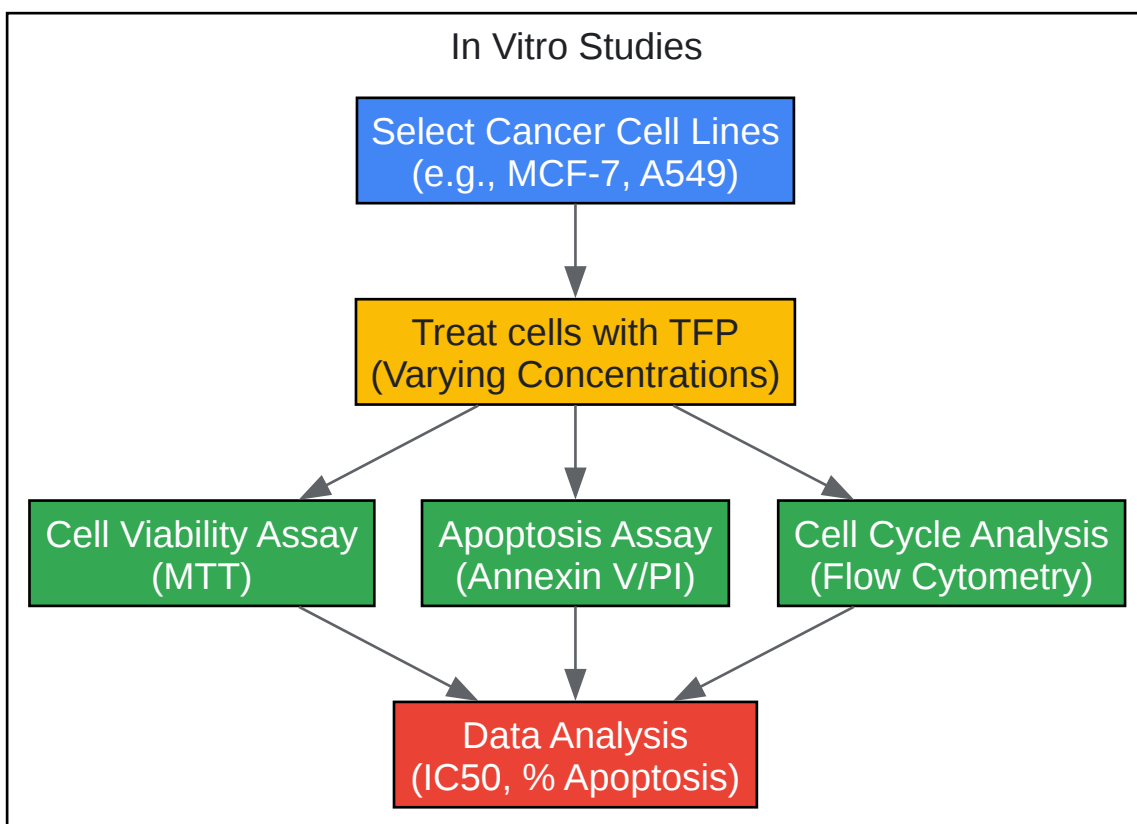 In Vitro Studies
Select Cancer Cell Lines
(e.g., MCF-7, A549)
Treat cells with TFP
(Varying Concentrations)
Cell Viability Assay
(MTT)
Apoptosis Assay
(Annexin V/PI)
Cell Cycle Analysis
(Flow Cytometry)
Data Analysis
(IC50, % Apoptosis)